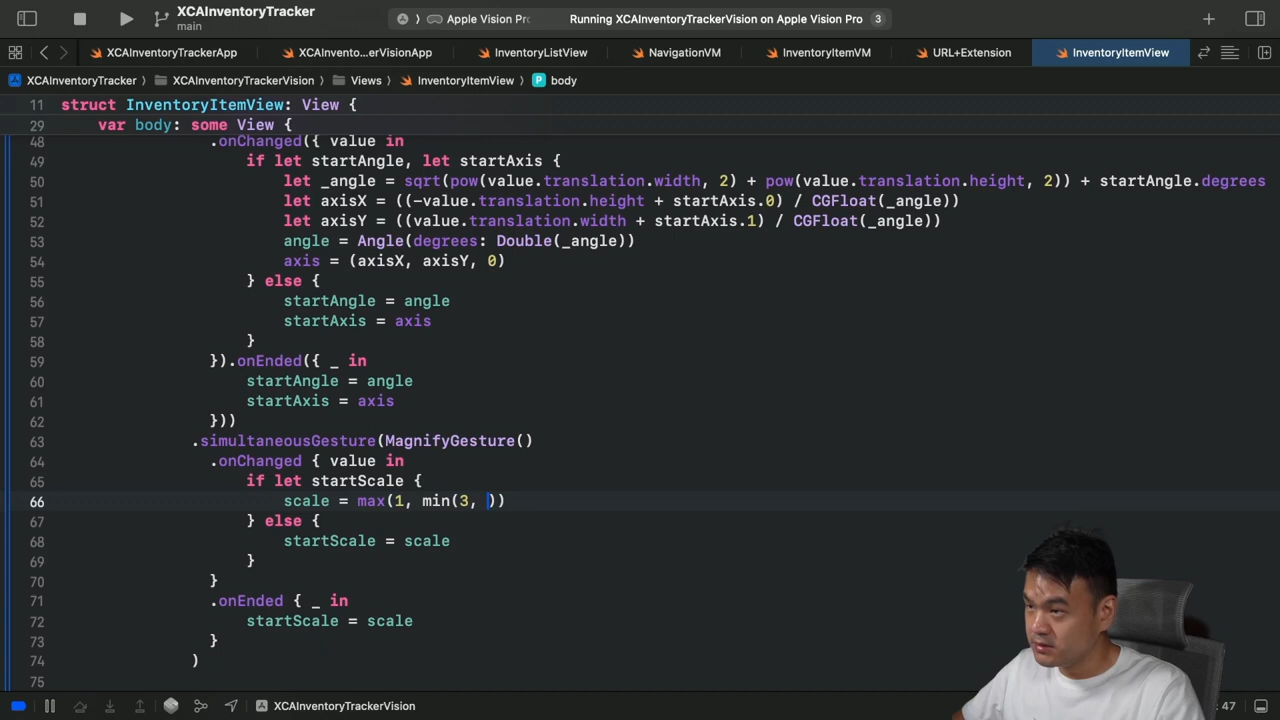 XCAInventoryTracker
main
Apple Vision Pr
Running XCAInventoryTrackerVision on Apple Vision Pro
3
XCAInventoryTrackerApp
XCAInvento...erVisionApp
InventoryListView
NavigationVM
InventoryItemVM
URL+Extension
InventoryItemView
XCAInventoryTracker
XCAInventoryTrackerVision
Views
InventoryItemView
P body
11 struct InventoryItemView: View {
29 var body: some View {
48 .onChanged({ value in
49 if let startAngle, let startAxis {
50 let _angle = sqrt(pow(value.translation.width, 2) + pow(value.translation.height, 2)) + startAngle.degrees
51 let axisX = ((-value.translation.height + startAxis.0) / CGFloat(_angle))
52 let axisY = ((value.translation.width + startAxis.1) / CGFloat(_angle))
53 angle = Angle(degrees: Double(_angle))
54 axis = (axisX, axisY, 0)
55 } else {
56 startAngle = angle
57 startAxis = axis
58 }
59 }).onEnded({ _ in
60 startAngle = angle
61 startAxis = axis
62 }))
63 .simultaneousGesture(MagnifyGesture()
64 .onChanged { value in
65 if let startScale {
66 scale = max(1, min(3, ))
67 } else {
68 startScale = scale
69 }
70 }
71 .onEnded { _ in
72 startScale = scale
73 }
74 )
75
XCAInventoryTrackerVision
: 47